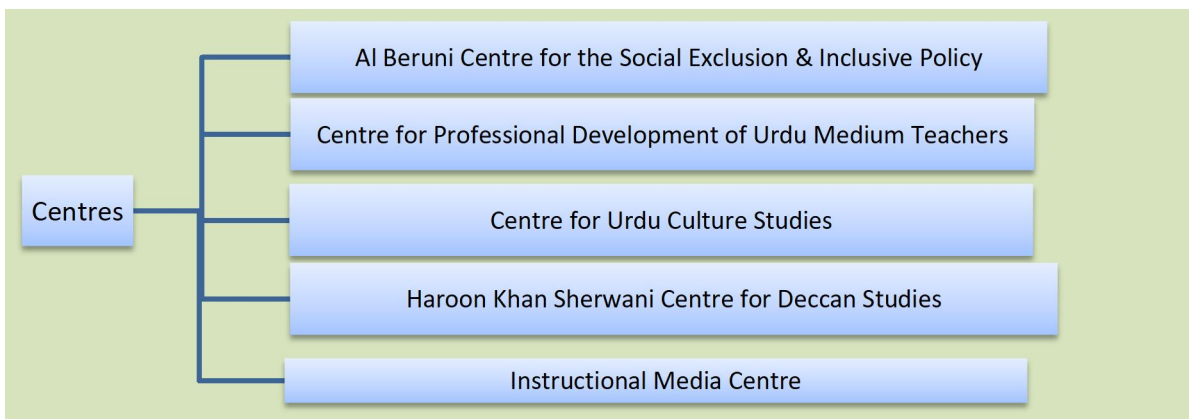 Al Beruni Centre for the Social Exclusion & Inclusive Policy
Centre for Professional Development of Urdu Medium Teachers
Centres
Centre for Urdu Culture Studies
Haroon Khan Sherwani Centre for Deccan Studies
Instructional Media Centre